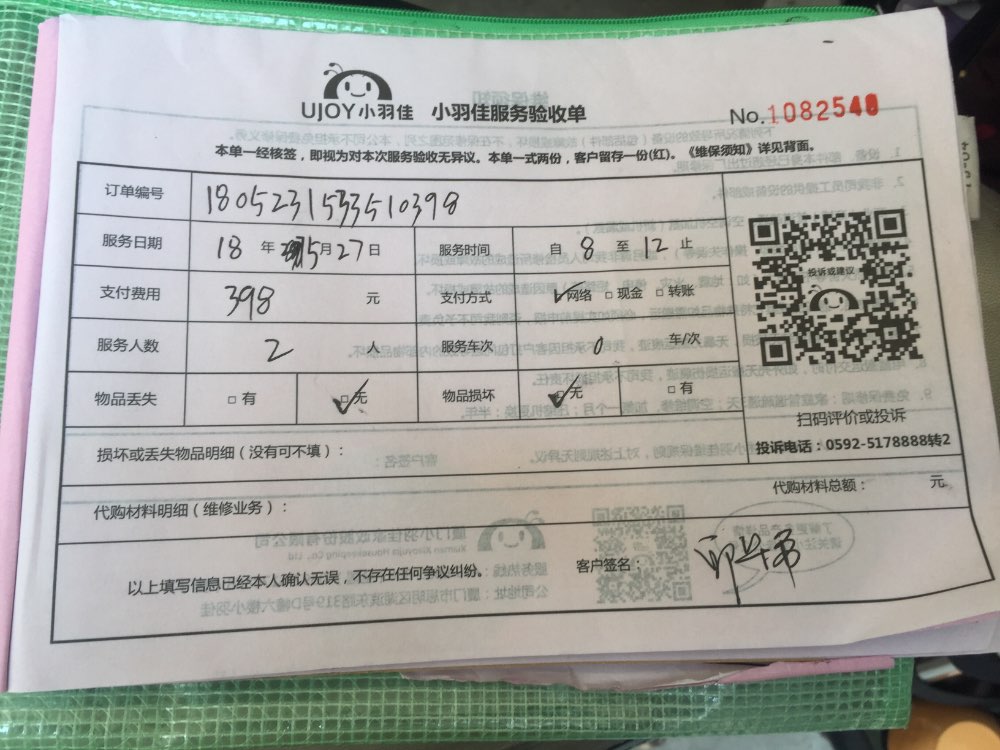 UJOY小羽佳 小羽佳服务验收单
No.1082540
本单一经核签，即视为对本次服务验收无异议。本单一式两份，客户留存一份(红)。《维保须知》详见背面。
订单编号 180523153510398
服务日期 18 年 5月27日 服务时间 自 8 至 12 止
投诉或建议
支付费用 398 元 支付方式 ✓网络 □现金 □转账
服务人数 2 人 服务车次 0 车/次
物品丢失 □有 ☑无 物品损坏 ☑无 □有
扫码评价或投诉
投诉电话：0592-5178888转2
损坏或丢失物品明细（没有可不填）：
代购材料明细（维修业务）： 代购材料总额： 元
以上填写信息已经本人确认无误，不存在任何争议纠纷。 客户签名：